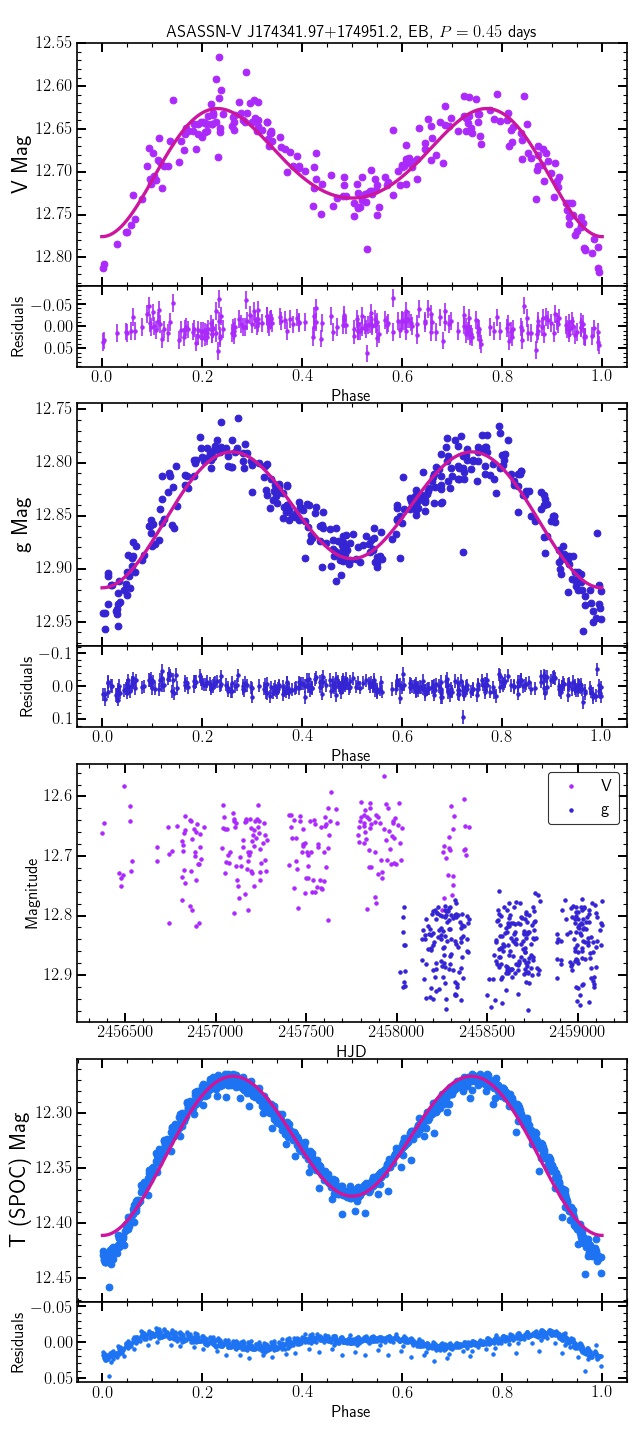 ASASSN-V J174341.97+174951.2, EB, P = 0.45 days
12.55
12.60
12.65
12.70
12.75
12.80
V Mag
−0.05
0.00
0.05
Residuals
0.0 0.2 0.4 0.6 0.8 1.0
Phase
12.75
12.80
12.85
12.90
12.95
g Mag
−0.1
0.0
0.1
Residuals
0.0 0.2 0.4 0.6 0.8 1.0
Phase
V
g
12.6
12.7
12.8
12.9
Magnitude
2456500 2457000 2457500 2458000 2458500 2459000
HJD
12.30
12.35
12.40
12.45
T (SPOC) Mag
−0.05
0.00
0.05
Residuals
0.0 0.2 0.4 0.6 0.8 1.0
Phase